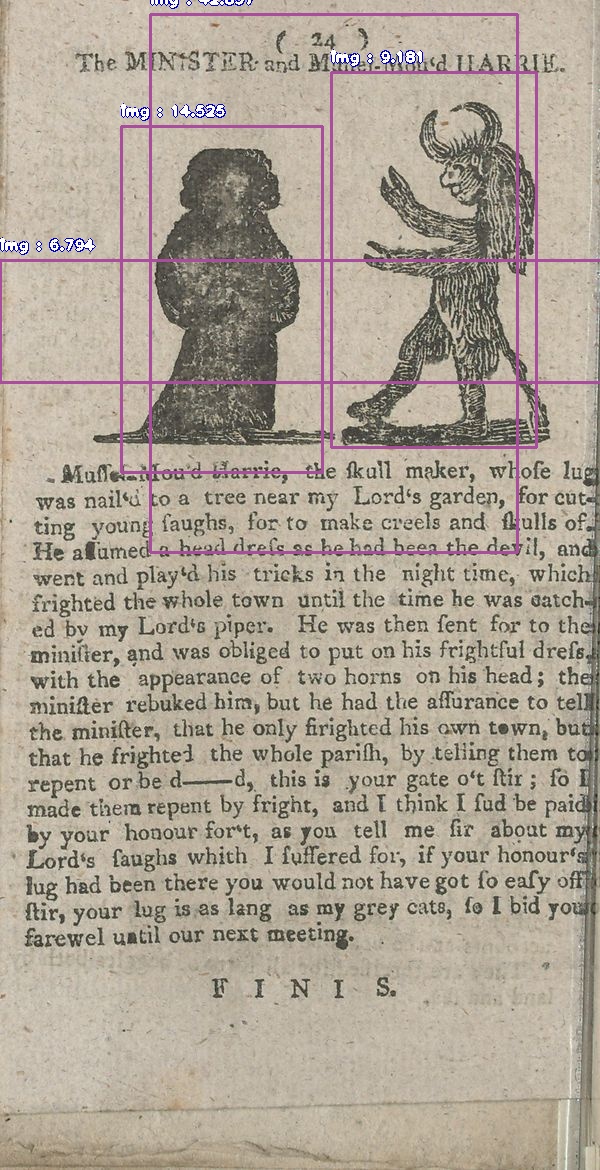 img : 42.897
( 24 )
The MINISTER and Mussel-mou'd HARRIE.
img : 9.181
img : 14.525
img : 6.794
Muſſel-Mou'd Harrie, the ſkull maker, whoſe lug
was nail'd to a tree near my Lord's garden, for cut-
ting young ſaughs, for to make creels and ſkulls of.
He aſſumed a head dreſs as he had been the devil, and
went and play'd his tricks in the night time, which
frighted the whole town until the time he was catch-
ed by my Lord's piper. He was then ſent for to the
miniſter, and was obliged to put on his frightful dreſs.
with the appearance of two horns on his head; the
miniſter rebuked him, but he had the aſſurance to tell
the miniſter, that he only firighted his own town, but
that he frighted the whole pariſh, by telling them to
repent or be d——d, this is your gate o't ſtir; ſo I
made them repent by fright, and I think I ſud be paid
by your honour for't, as you tell me ſir about my
Lord's ſaughs whith I ſuffered for, if your honour's
lug had been there you would not have got ſo eaſy off
ſtir, your lug is as lang as my grey cats, ſo I bid you
farewel until our next meeting.
F I N I S.